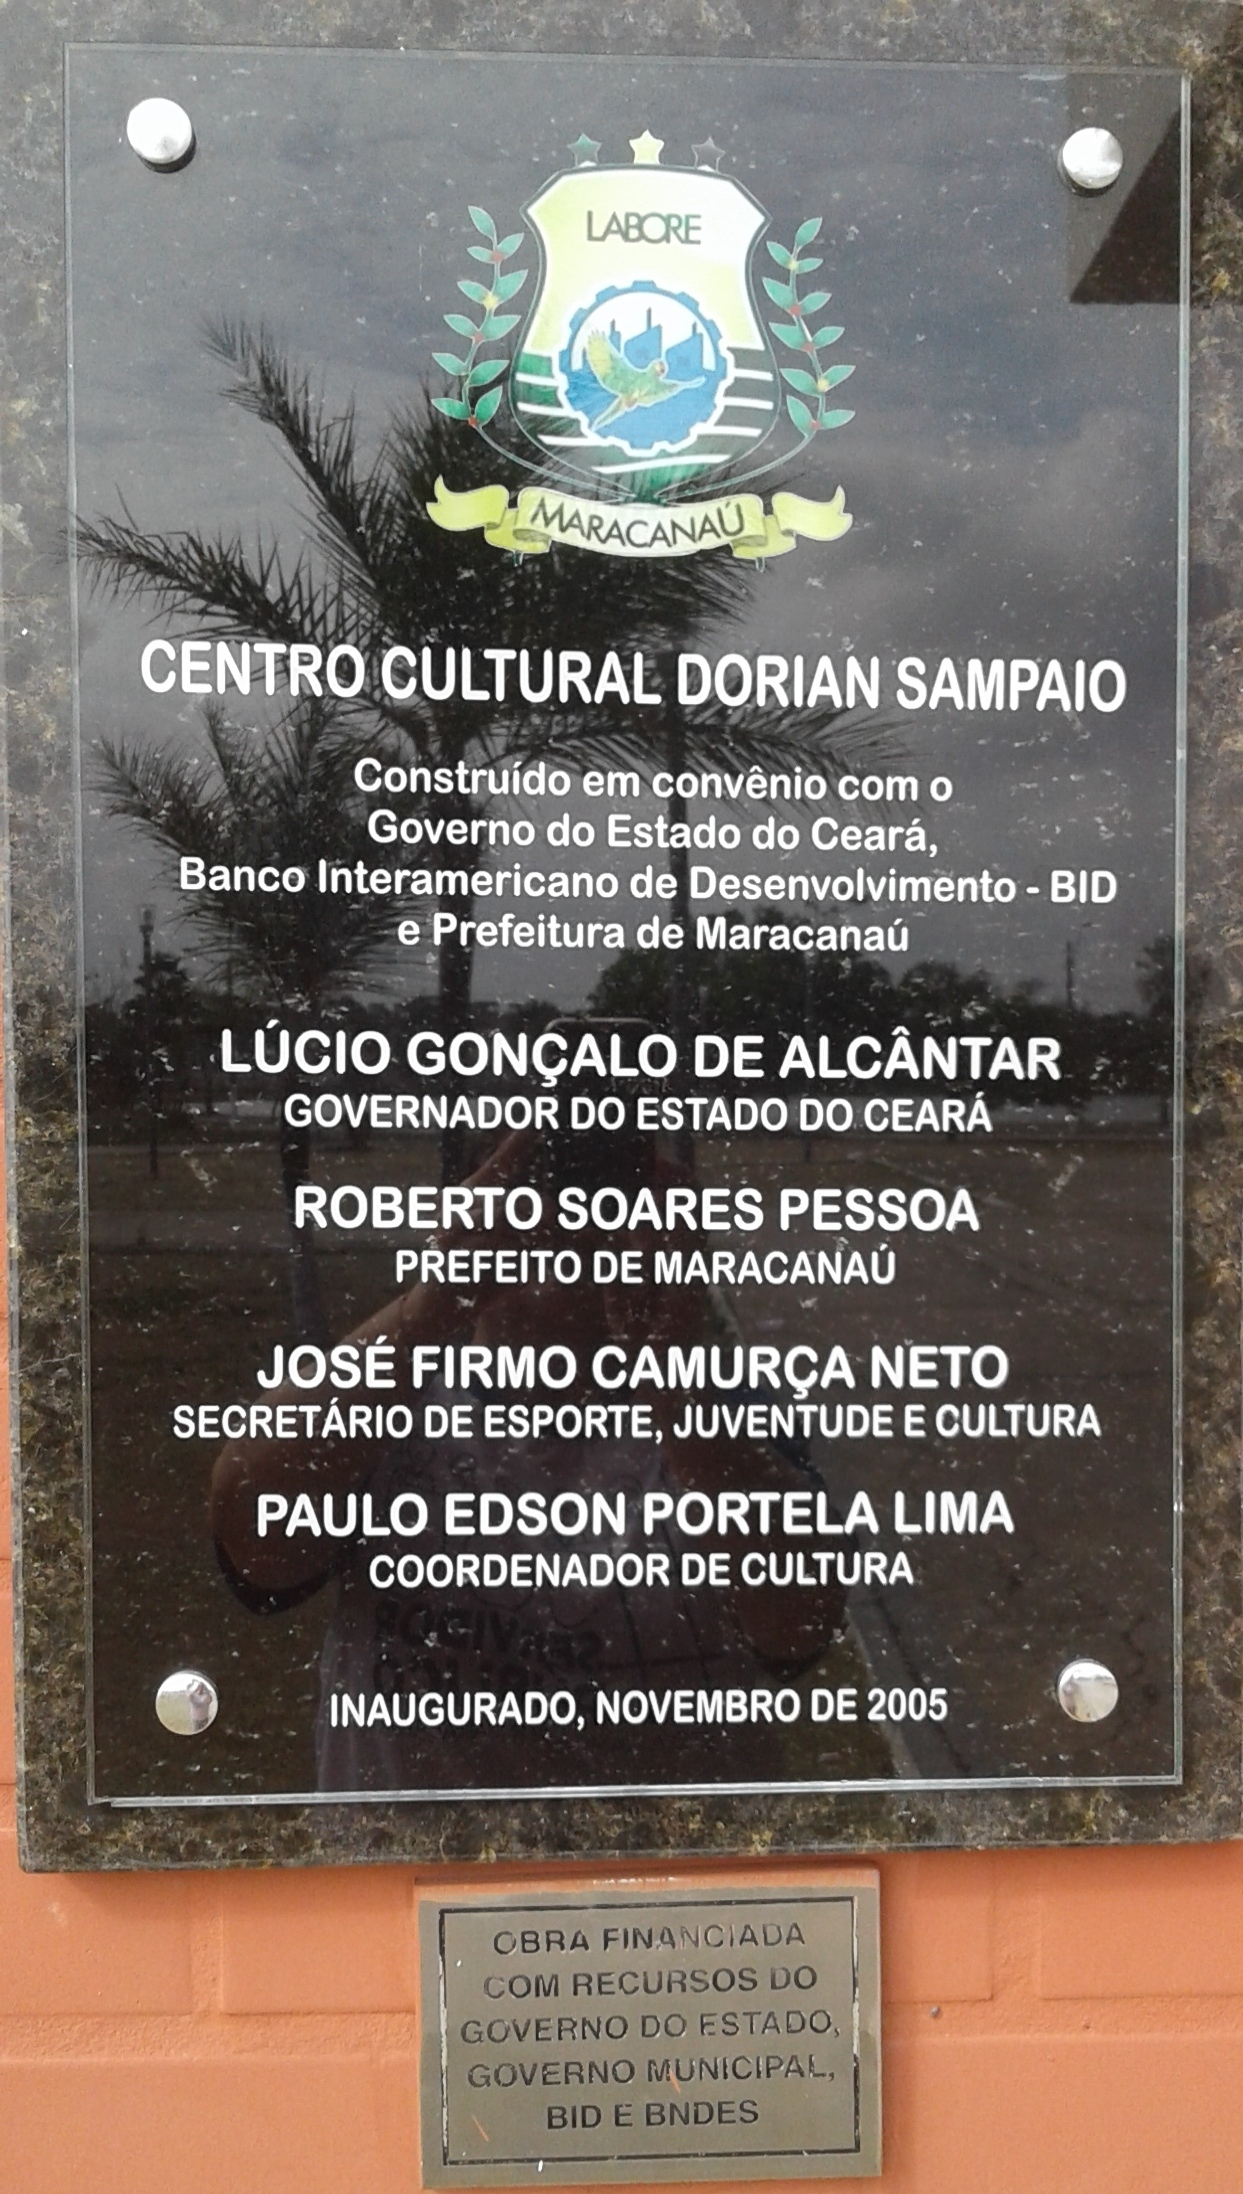 LABORE
MARACANAÚ
CENTRO CULTURAL DORIAN SAMPAIO
Construído em convênio com o
Governo do Estado do Ceará,
Banco Interamericano de Desenvolvimento - BID
e Prefeitura de Maracanaú
LÚCIO GONÇALO DE ALCÂNTAR
GOVERNADOR DO ESTADO DO CEARÁ
ROBERTO SOARES PESSOA
PREFEITO DE MARACANAÚ
JOSÉ FIRMO CAMURÇA NETO
SECRETÁRIO DE ESPORTE, JUVENTUDE E CULTURA
PAULO EDSON PORTELA LIMA
COORDENADOR DE CULTURA
INAUGURADO, NOVEMBRO DE 2005
OBRA FINANCIADA
COM RECURSOS DO
GOVERNO DO ESTADO,
GOVERNO MUNICIPAL,
BID E BNDES